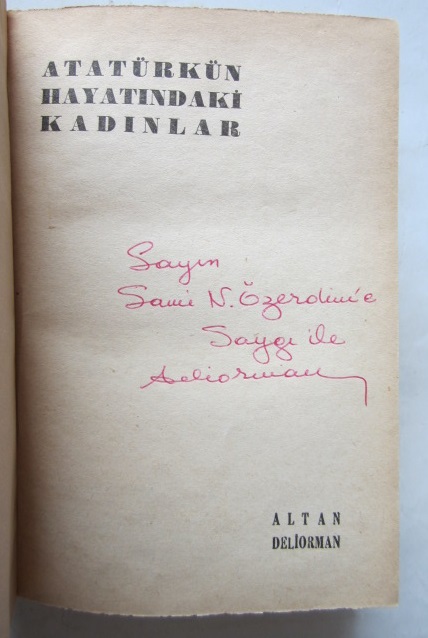 ATATÜRKÜN
HAYATINDAKİ
KADINLAR
Sayın
Sami N. Özerdim'e
Saygı ile
Adeliorman
ALTAN
DELİORMAN